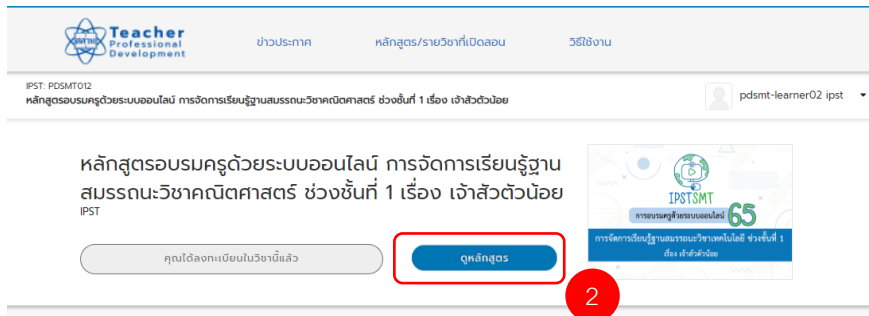 Teacher
Professional
Development
สสวท
ข่าวประกาศ
หลักสูตร/รายวิชาที่เปิดสอน
วิธีใช้งาน
IPST: PDSMT012
หลักสูตรอบรมครูด้วยระบบออนไลน์ การจัดการเรียนรู้ฐานสมรรถนะวิชาคณิตศาสตร์ ช่วงชั้นที่ 1 เรื่อง เจ้าสัวตัวน้อย
pdsmt-learner02 ipst
หลักสูตรอบรมครูด้วยระบบออนไลน์ การจัดการเรียนรู้ฐาน
สมรรถนะวิชาคณิตศาสตร์ ช่วงชั้นที่ 1 เรื่อง เจ้าสัวตัวน้อย
IPST
คุณได้ลงทะเบียนในวิชานี้แล้ว
ดูหลักสูตร
2
IPSTSMT
การอบรมครูด้วยระบบออนไลน์ 65
การจัดการเรียนรู้ฐานสมรรถนะวิชาเทคโนโลยี ช่วงชั้นที่ 1
เรื่อง เจ้าสัวตัวน้อย